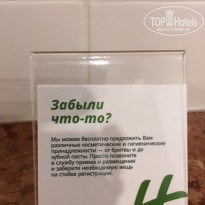 TOP Hotels
Забыли
что-то?
Мы можем бесплатно предложить Вам
различные косметические и гигиенические
принадлежности — от бритвы и до
зубной пасты. Просто позвоните
в службу приема и размещения
и заберите необходимую вещь
на стойке регистрации.